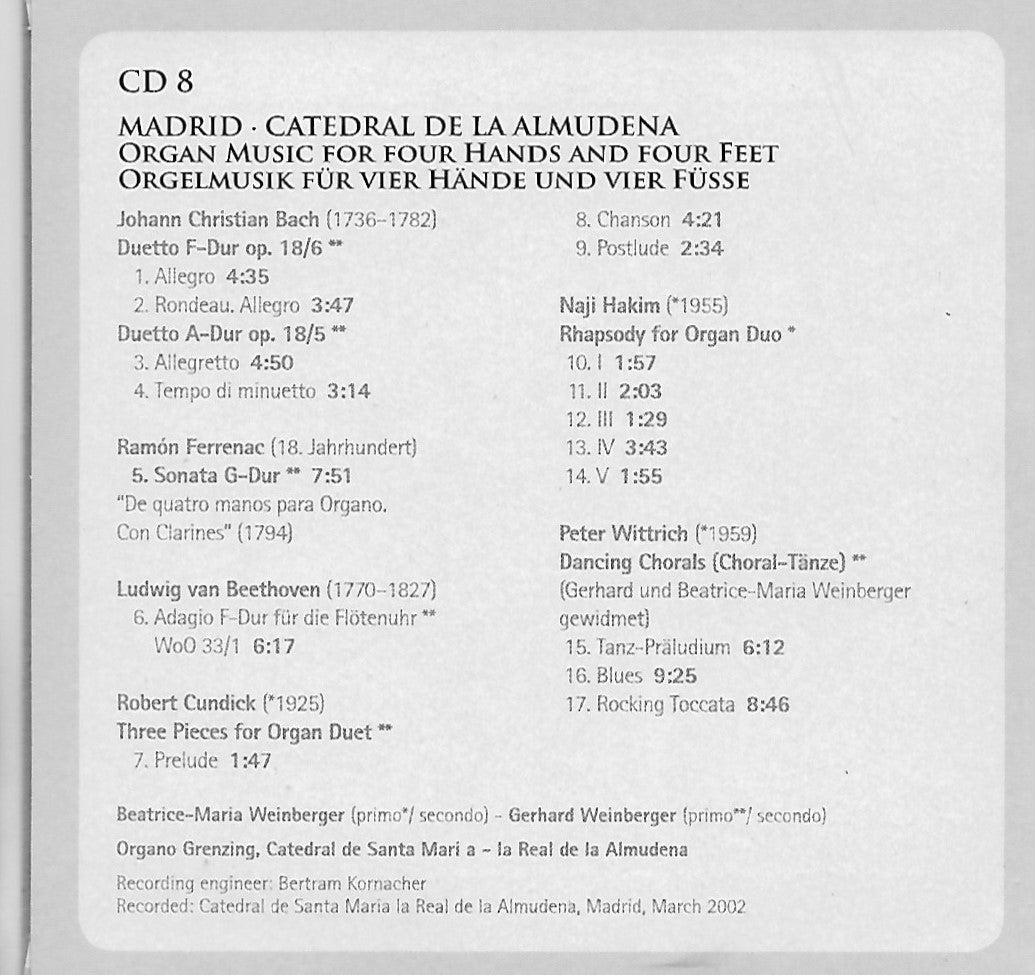 CD 8
MADRID · CATEDRAL DE LA ALMUDENA
ORGAN MUSIC FOR FOUR HANDS AND FOUR FEET
ORGELMUSIK FÜR VIER HÄNDE UND VIER FÜSSE
Johann Christian Bach (1736–1782)
Duetto F-Dur op. 18/6 **
1. Allegro 4:35
2. Rondeau. Allegro 3:47
Duetto A-Dur op. 18/5 **
3. Allegretto 4:50
4. Tempo di minuetto 3:14
Ramón Ferrenac (18. Jahrhundert)
5. Sonata G-Dur ** 7:51
"De quatro manos para Organo.
Con Clarines" (1794)
Ludwig van Beethoven (1770–1827)
6. Adagio F-Dur für die Flötenuhr **
WoO 33/1 6:17
Robert Cundick (*1925)
Three Pieces for Organ Duet **
7. Prelude 1:47
8. Chanson 4:21
9. Postlude 2:34
Naji Hakim (*1955)
Rhapsody for Organ Duo *
10. I 1:57
11. II 2:03
12. III 1:29
13. IV 3:43
14. V 1:55
Peter Wittrich (*1959)
Dancing Chorals (Choral-Tänze) **
(Gerhard und Beatrice-Maria Weinberger
gewidmet)
15. Tanz-Präludium 6:12
16. Blues 9:25
17. Rocking Toccata 8:46
Beatrice-Maria Weinberger (primo*/ secondo) - Gerhard Weinberger (primo**/ secondo)
Organo Grenzing, Catedral de Santa Mari a – la Real de la Almudena
Recording engineer: Bertram Kornacher
Recorded: Catedral de Santa Maria la Real de la Almudena, Madrid, March 2002